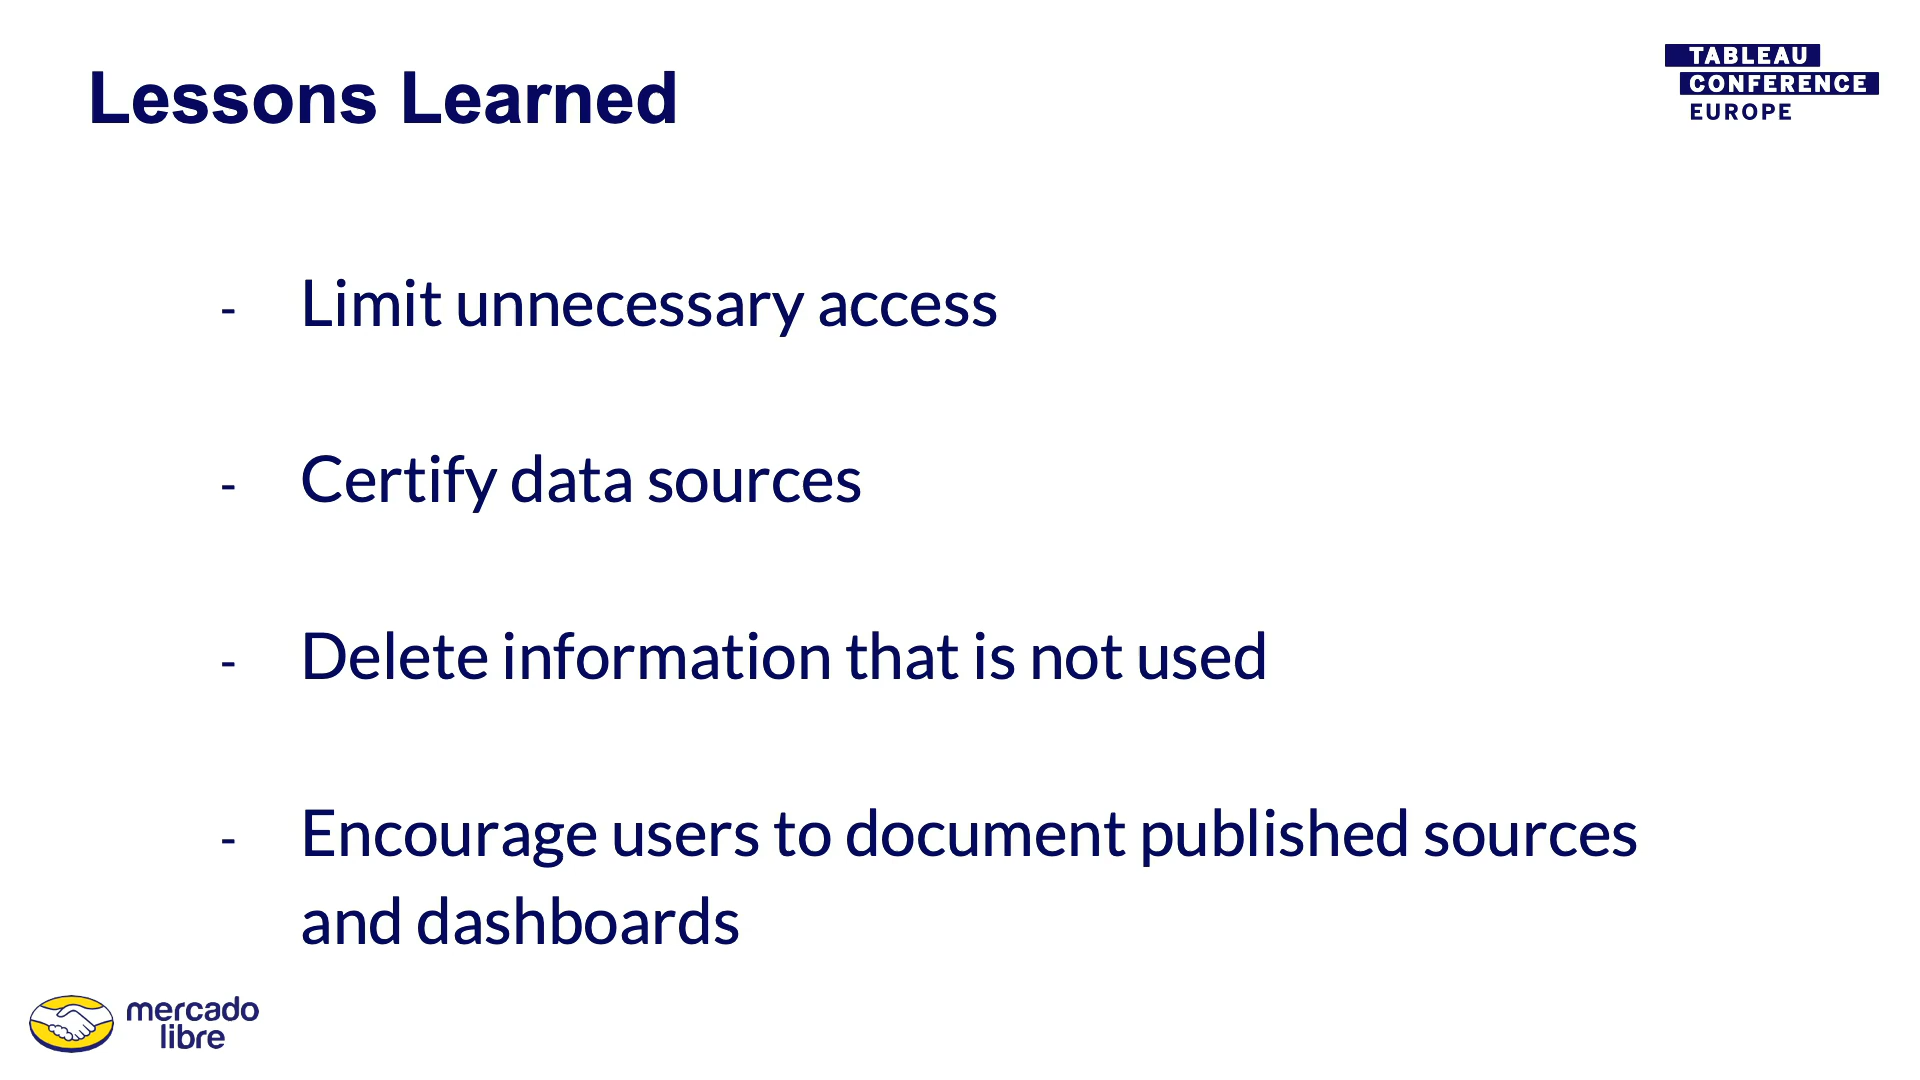 Lessons Learned
TABLEAU
CONFERENCE
EUROPE
- Limit unnecessary access
- Certify data sources
- Delete information that is not used
- Encourage users to document published sources
and dashboards
mercado
libre